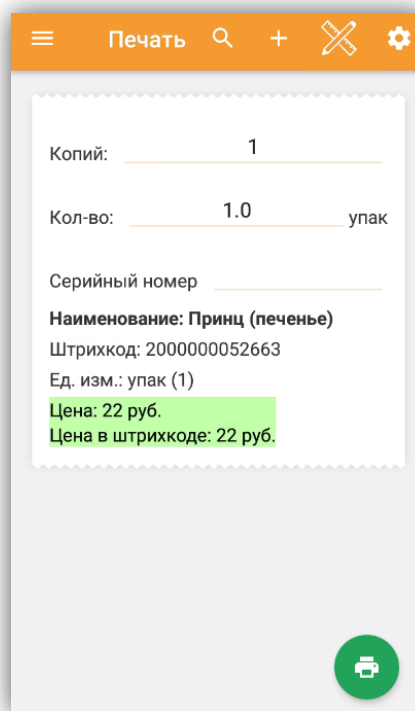 Печать
Копий: 1
Кол-во: 1.0 упак
Серийный номер
Наименование: Принц (печенье)
Штрихкод: 2000000052663
Ед. изм.: упак (1)
Цена: 22 руб.
Цена в штрихкоде: 22 руб.